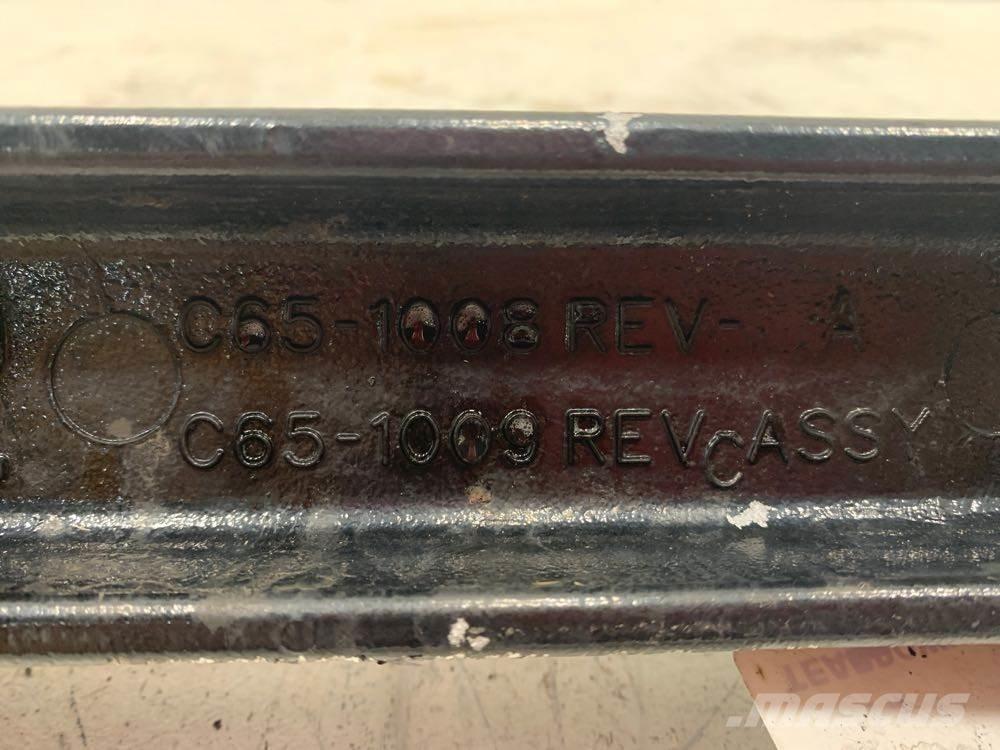 C65-1008 REV- A
C65-1009 REV C ASSY
MASCUS